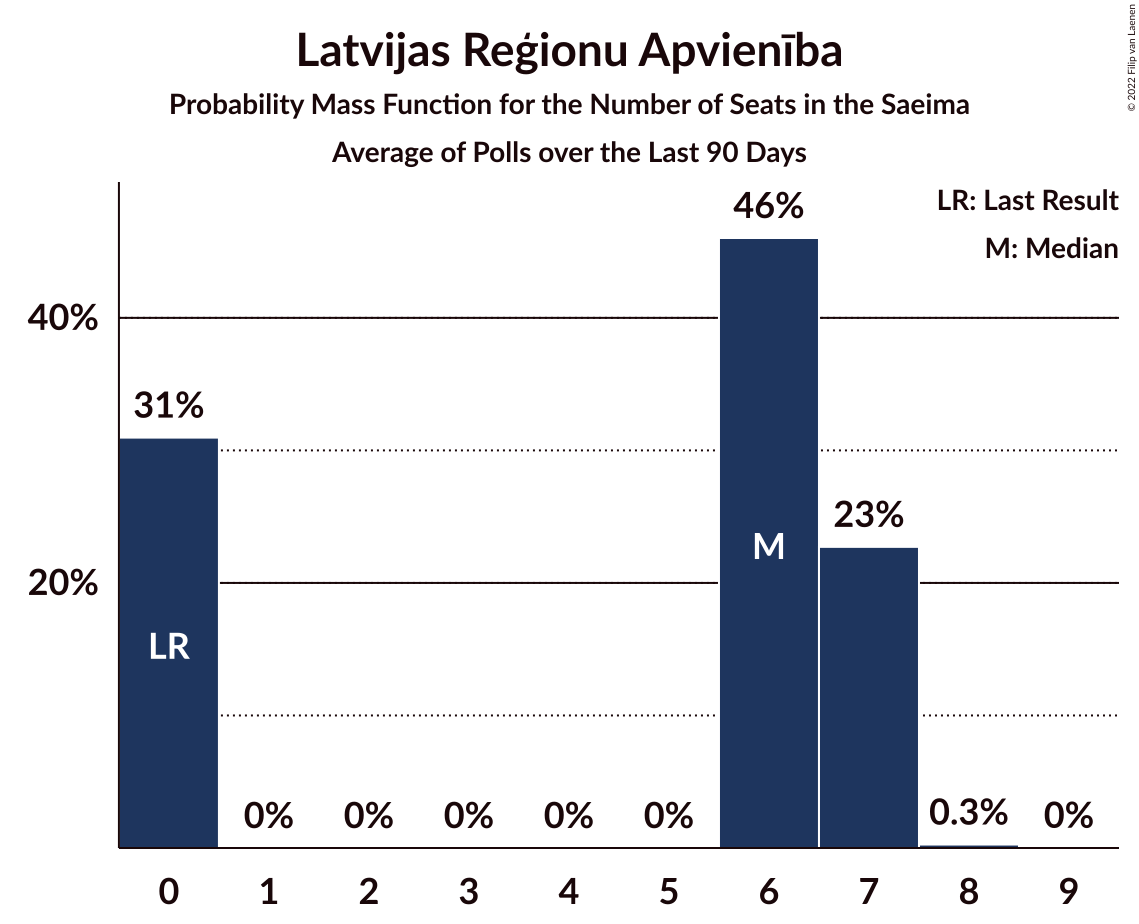 Latvijas Reģionu Apvienība
Probability Mass Function for the Number of Seats in the Saeima
Average of Polls over the Last 90 Days
© 2022 Filip van Laenen
LR: Last Result
M: Median
46%
40%
31%
23%
M
20%
LR
0% 0% 0% 0% 0% 0.3% 0%
0 1 2 3 4 5 6 7 8 9